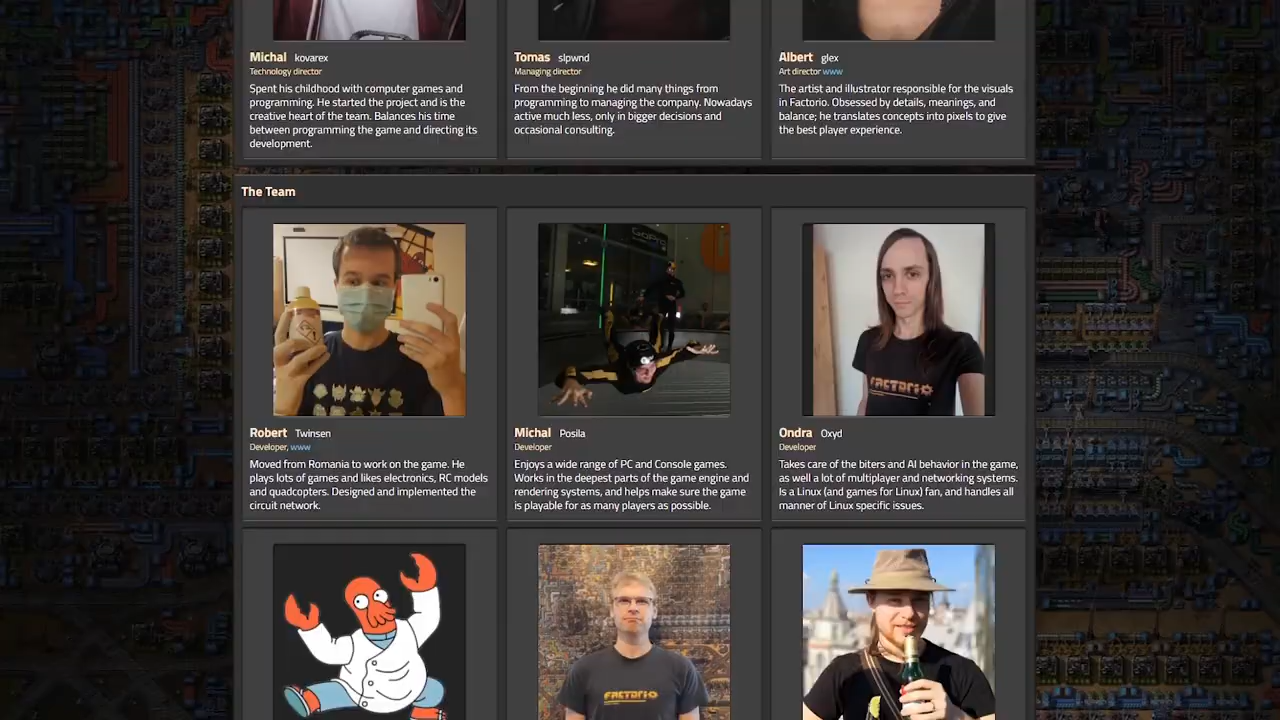 Michal kovarex
Technology director
Spent his childhood with computer games and
programming. He started the project and is the
creative heart of the team. Balances his time
between programming the game and directing its
development.
Tomas slpwnd
Managing director
From the beginning he did many things from
programming to managing the company. Nowadays
active much less, only in bigger decisions and
occasional consulting.
Albert glex
Art director www
The artist and illustrator responsible for the visuals
in Factorio. Obsessed by details, meanings, and
balance; he translates concepts into pixels to give
the best player experience.
The Team
GoPro
FACTORIO
Robert Twinsen
Developer, www
Moved from Romania to work on the game. He
plays lots of games and likes electronics, RC models
and quadcopters. Designed and implemented the
circuit network.
Michal Posila
Developer
Enjoys a wide range of PC and Console games.
Works in the deepest parts of the game engine and
rendering systems, and helps make sure the game
is playable for as many players as possible.
Ondra Oxyd
Developer
Takes care of the biters and AI behavior in the game,
as well a lot of multiplayer and networking systems.
Is a Linux (and games for Linux) fan, and handles all
manner of Linux specific issues.
FACTORIO